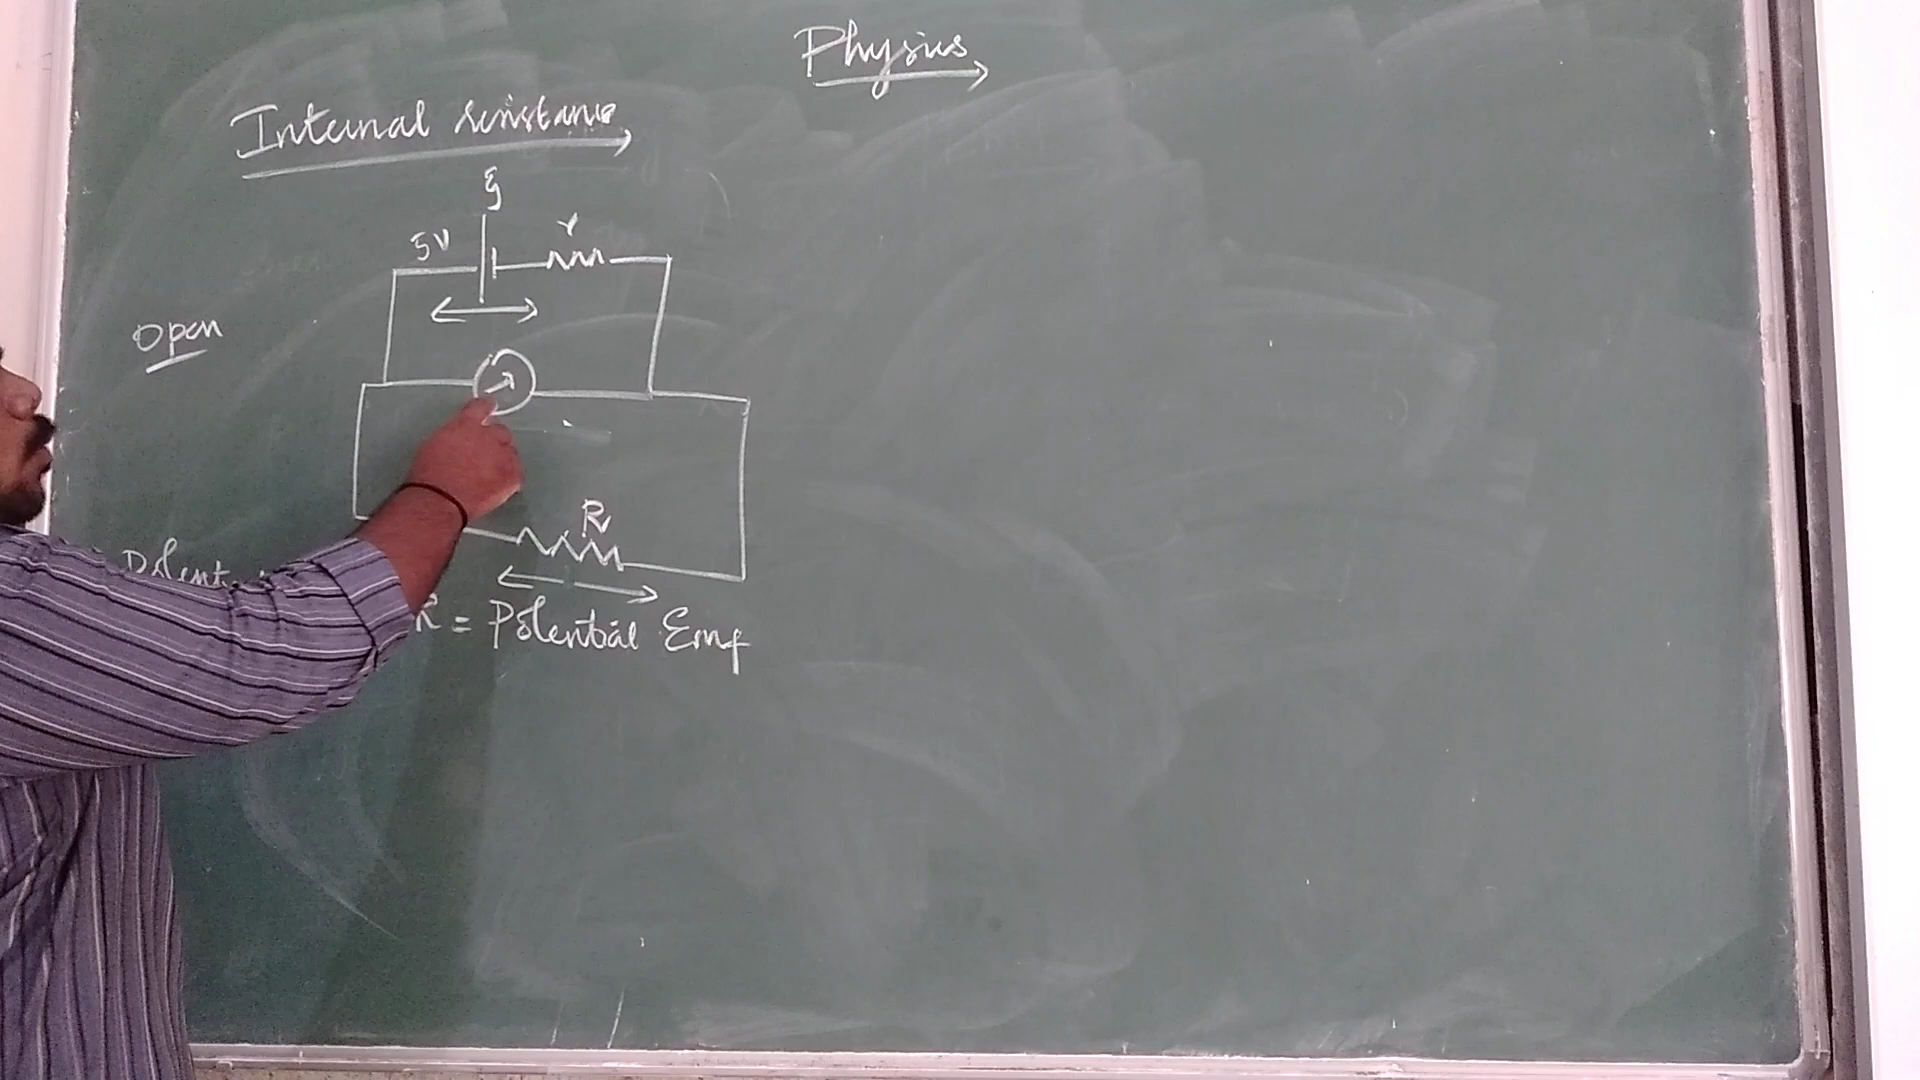 Physics
Internal resistance
ξ
5V
r
Open
R
R = Potential Emf